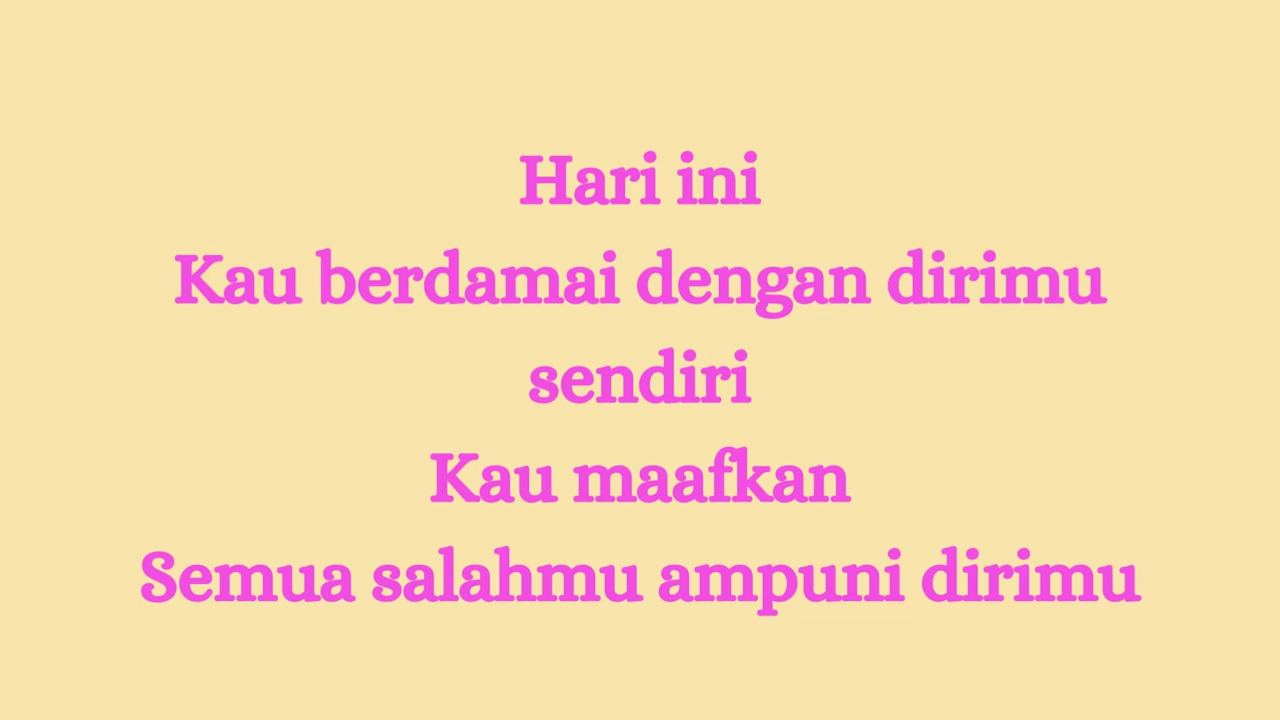 Hari ini
Kau berdamai dengan dirimu
sendiri
Kau maafkan
Semua salahmu ampuni dirimu